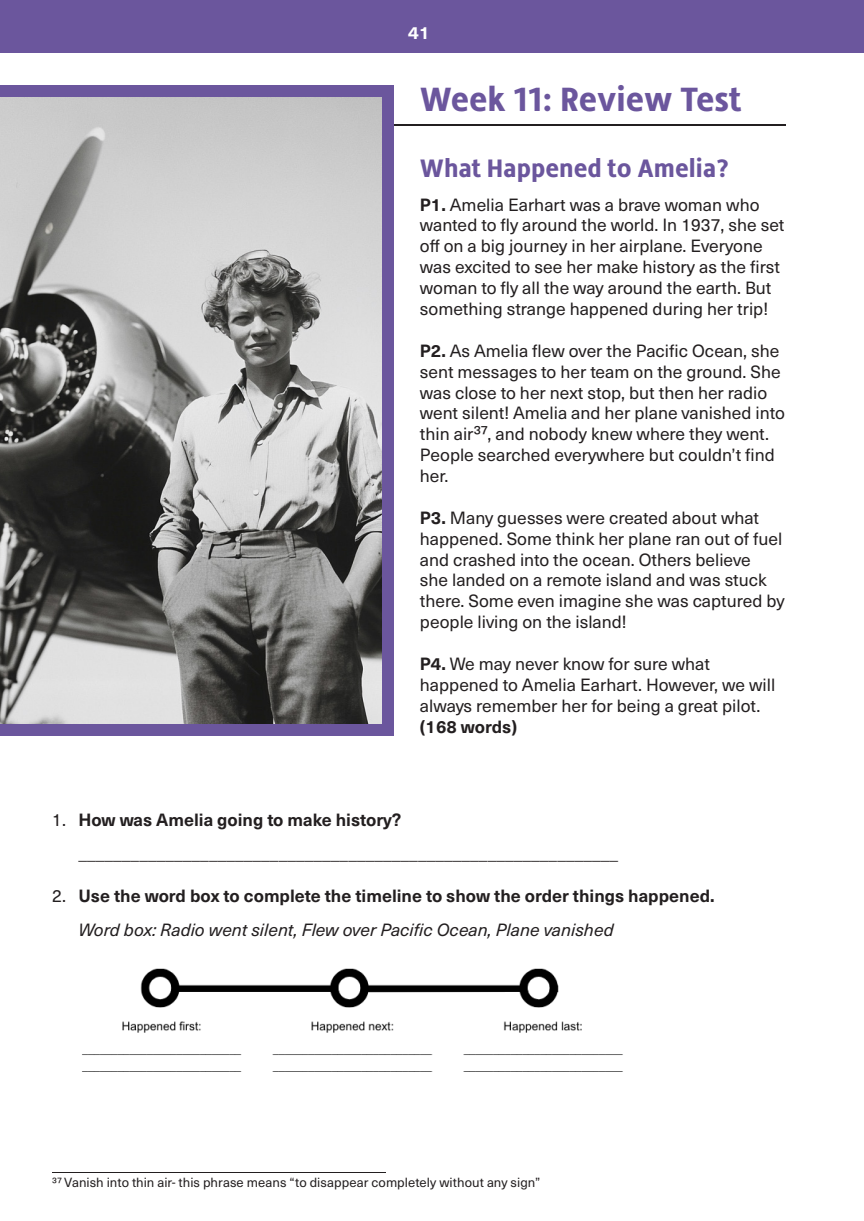 41
Week 11: Review Test
What Happened to Amelia?
P1. Amelia Earhart was a brave woman who
wanted to fly around the world. In 1937, she set
off on a big journey in her airplane. Everyone
was excited to see her make history as the first
woman to fly all the way around the earth. But
something strange happened during her trip!
P2. As Amelia flew over the Pacific Ocean, she
sent messages to her team on the ground. She
was close to her next stop, but then her radio
went silent! Amelia and her plane vanished into
thin air37, and nobody knew where they went.
People searched everywhere but couldn't find
her.
P3. Many guesses were created about what
happened. Some think her plane ran out of fuel
and crashed into the ocean. Others believe
she landed on a remote island and was stuck
there. Some even imagine she was captured by
people living on the island!
P4. We may never know for sure what
happened to Amelia Earhart. However, we will
always remember her for being a great pilot.
(168 words)
1. How was Amelia going to make history?
2. Use the word box to complete the timeline to show the order things happened.
Word box: Radio went silent, Flew over Pacific Ocean, Plane vanished
Happened first: Happened next: Happened last:
37 Vanish into thin air- this phrase means “to disappear completely without any sign”